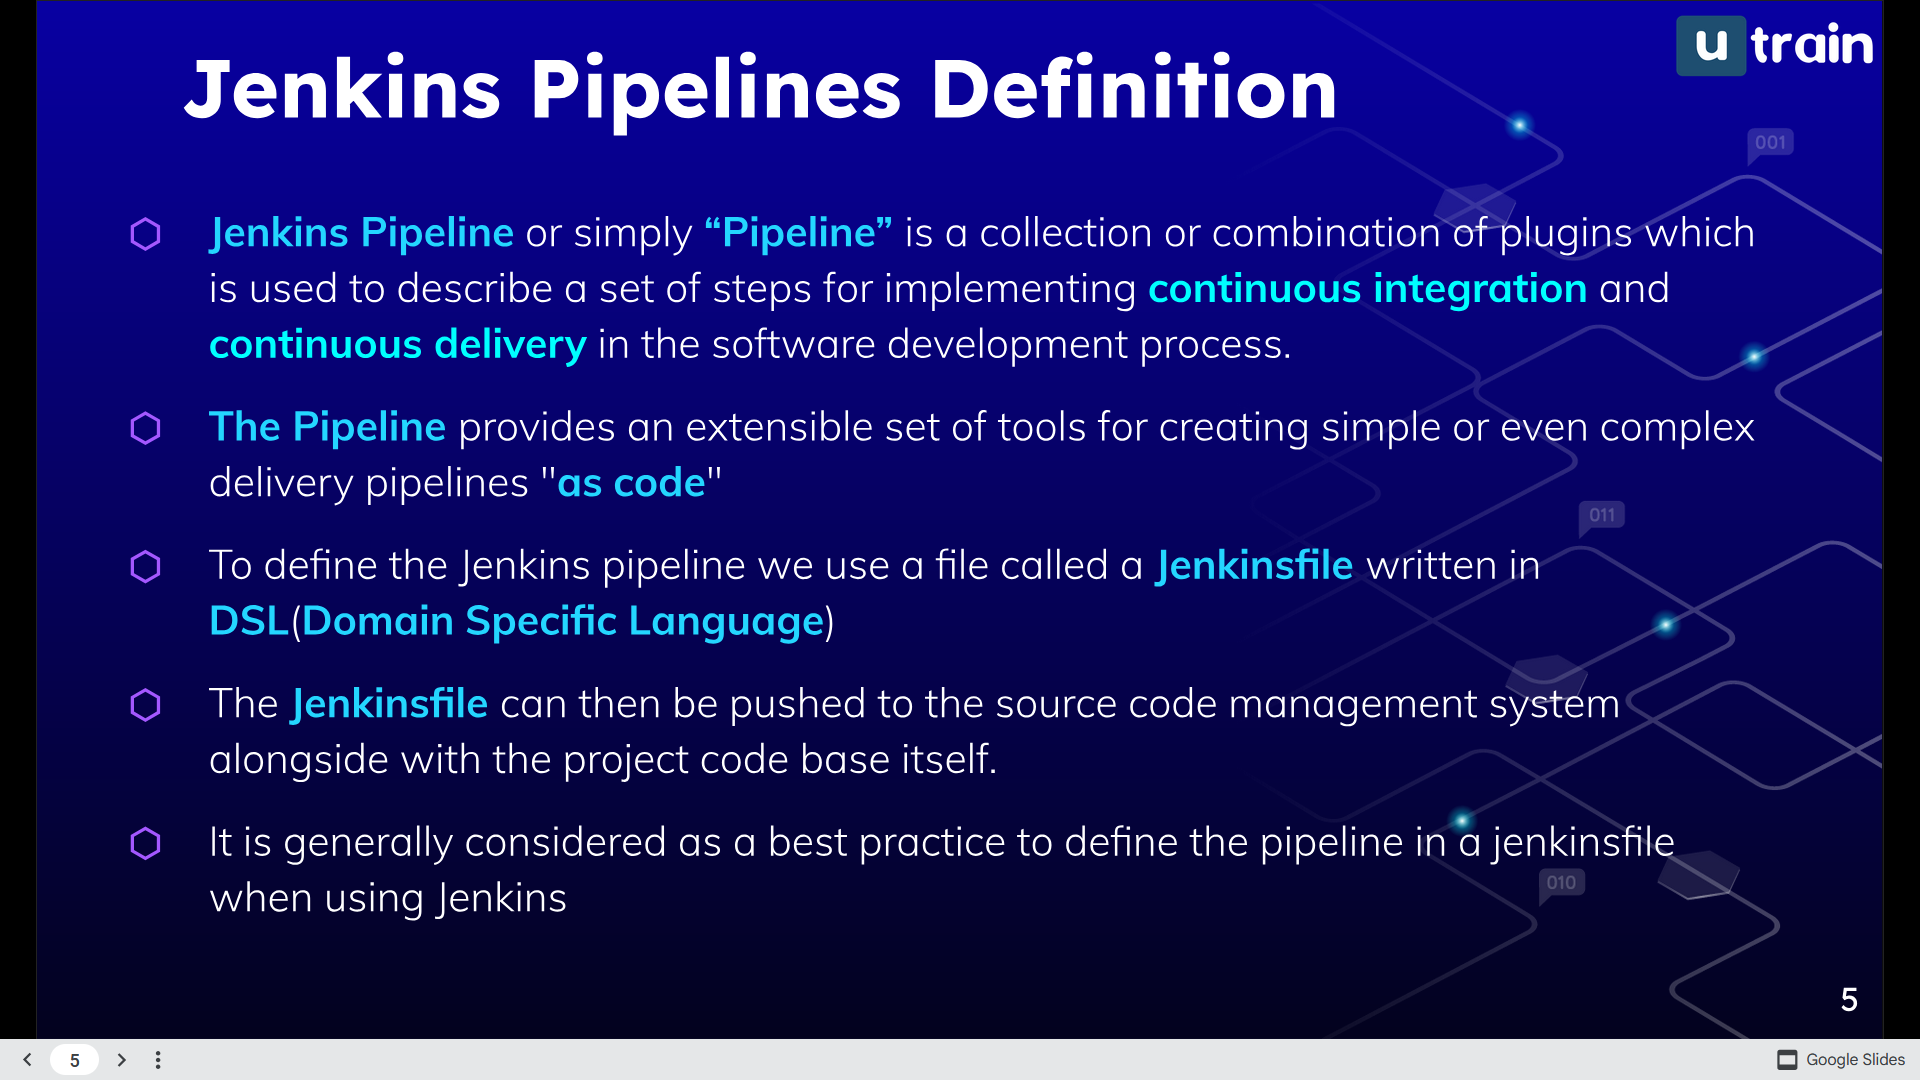 Jenkins Pipelines Definition
u train
001
Jenkins Pipeline or simply “Pipeline” is a collection or combination of plugins which
is used to describe a set of steps for implementing continuous integration and
continuous delivery in the software development process.
The Pipeline provides an extensible set of tools for creating simple or even complex
delivery pipelines "as code"
011
To define the Jenkins pipeline we use a file called a Jenkinsfile written in
DSL(Domain Specific Language)
The Jenkinsfile can then be pushed to the source code management system
alongside with the project code base itself.
It is generally considered as a best practice to define the pipeline in a jenkinsfile
when using Jenkins
010
5
5
Google Slides